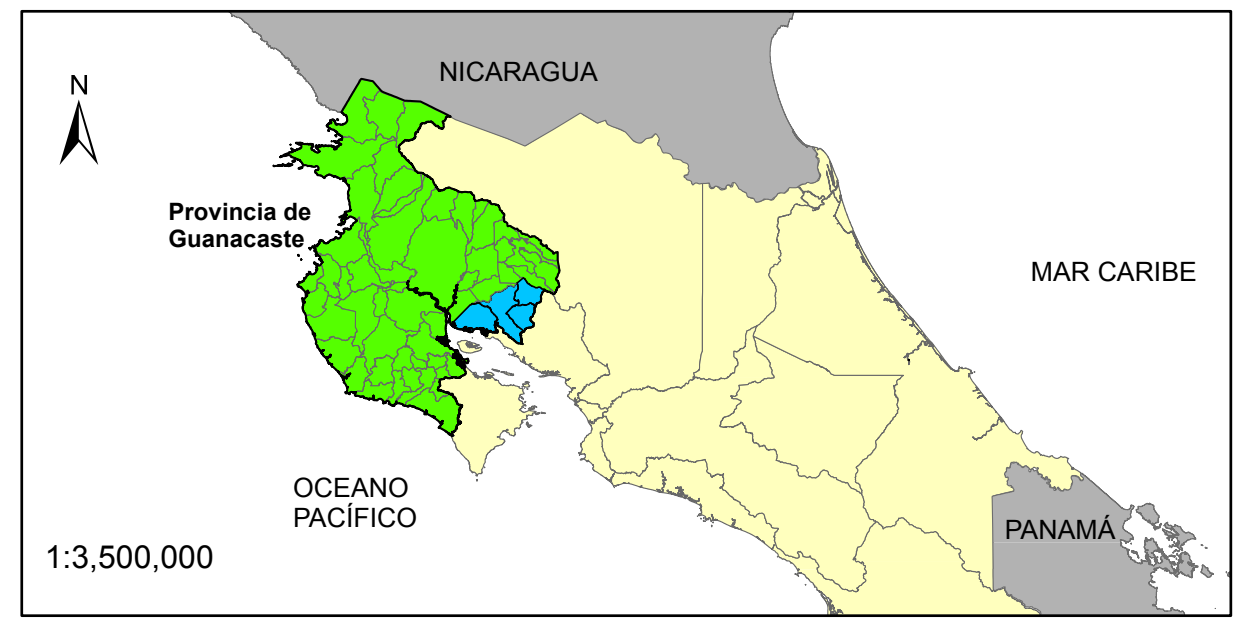 NICARAGUA
N
Provincia de
Guanacaste
MAR CARIBE
OCEANO
PACÍFICO
PANAMÁ
1:3,500,000